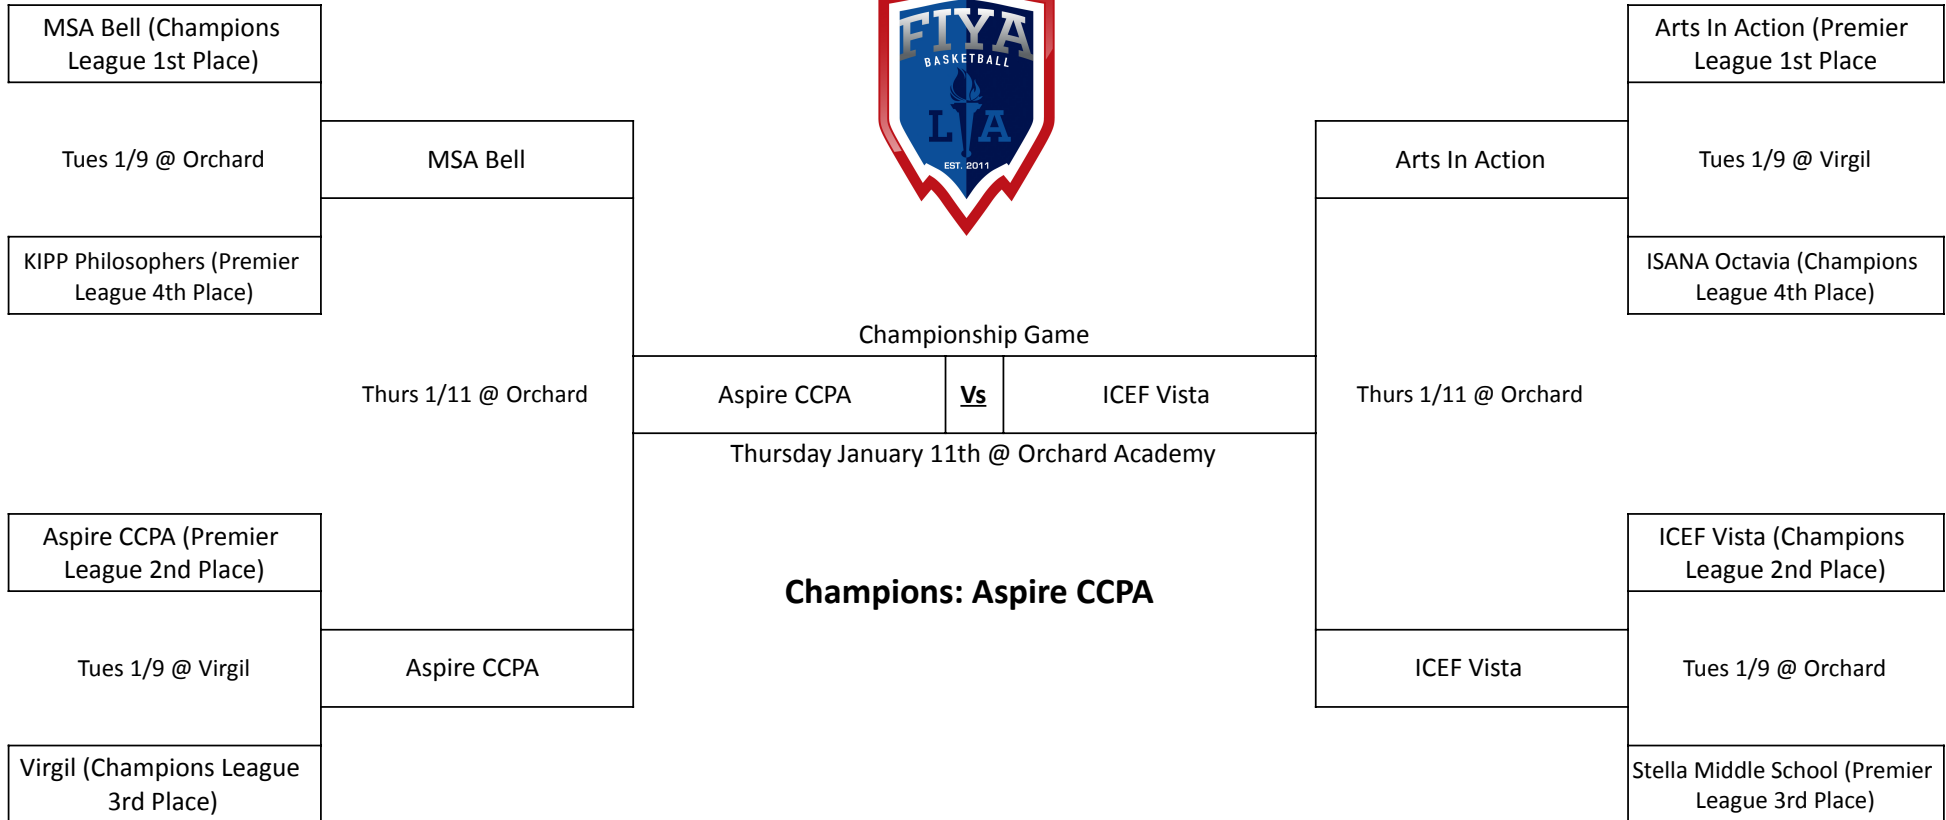 MSA Bell (Champions
League 1st Place)
FIYA
BASKETBALL
LA
EST. 2011
Arts In Action (Premier
League 1st Place
Tues 1/9 @ Orchard
MSA Bell
Arts In Action
Tues 1/9 @ Virgil
KIPP Philosophers (Premier
League 4th Place)
ISANA Octavia (Champions
League 4th Place)
Championship Game
Thurs 1/11 @ Orchard
Aspire CCPA
Vs
ICEF Vista
Thurs 1/11 @ Orchard
Thursday January 11th @ Orchard Academy
Aspire CCPA (Premier
League 2nd Place)
ICEF Vista (Champions
League 2nd Place)
Champions: Aspire CCPA
Tues 1/9 @ Virgil
Aspire CCPA
ICEF Vista
Tues 1/9 @ Orchard
Virgil (Champions League
3rd Place)
Stella Middle School (Premier
League 3rd Place)